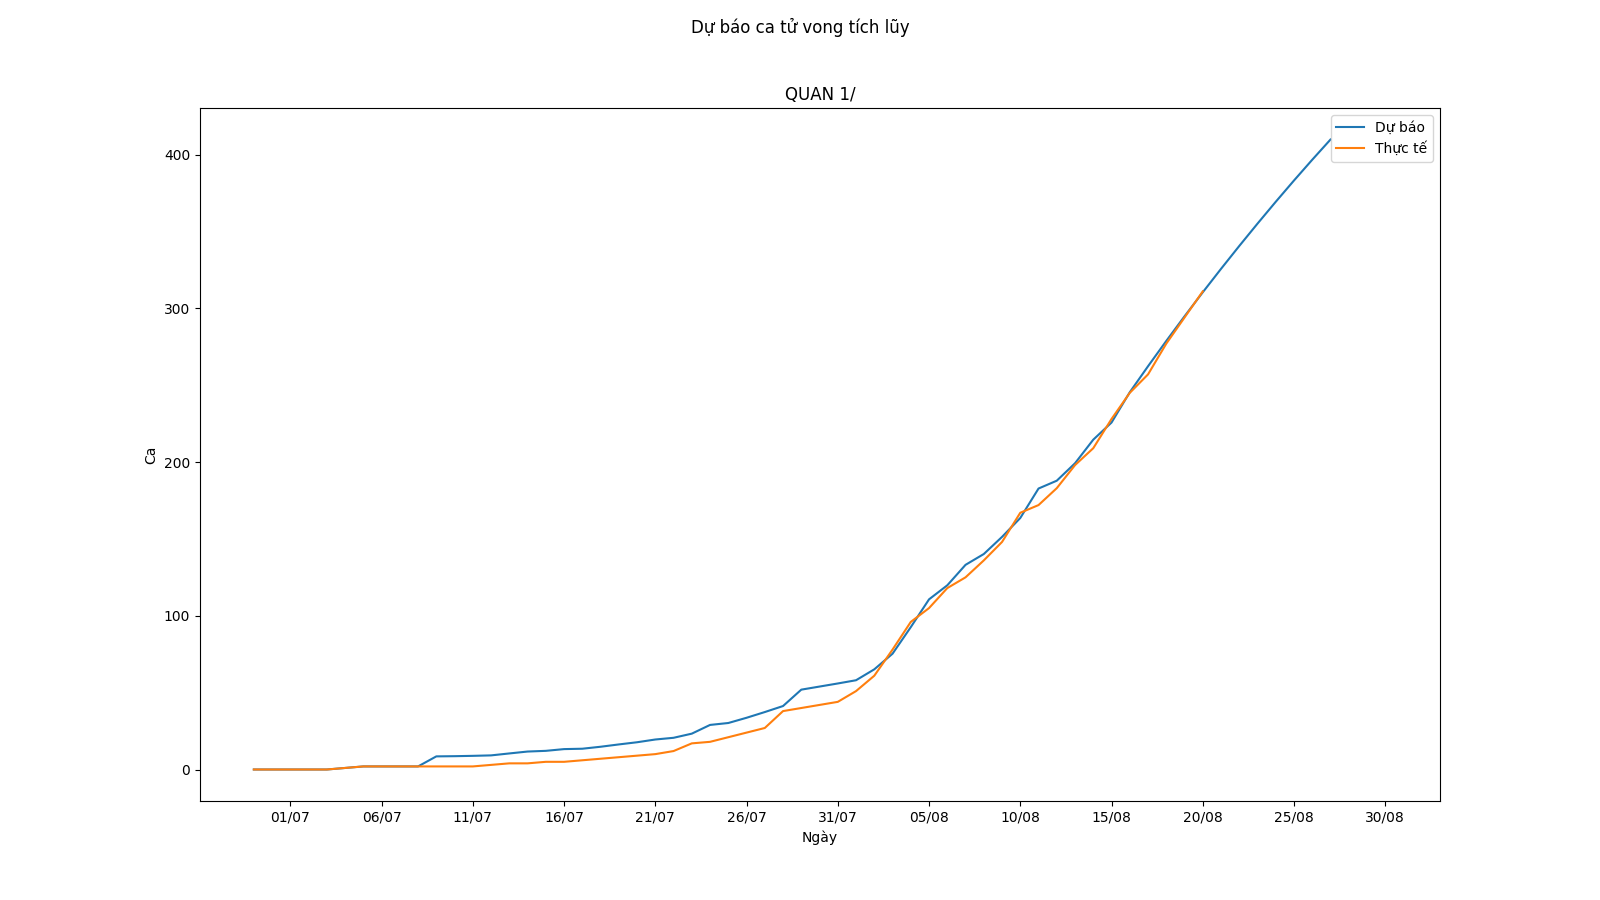 Dự báo ca tử vong tích lũy
QUAN 1/
Dự báo
Thực tế
400
300
200
100
0
Ca
01/07 06/07 11/07 16/07 21/07 26/07 31/07 05/08 10/08 15/08 20/08 25/08 30/08
Ngày